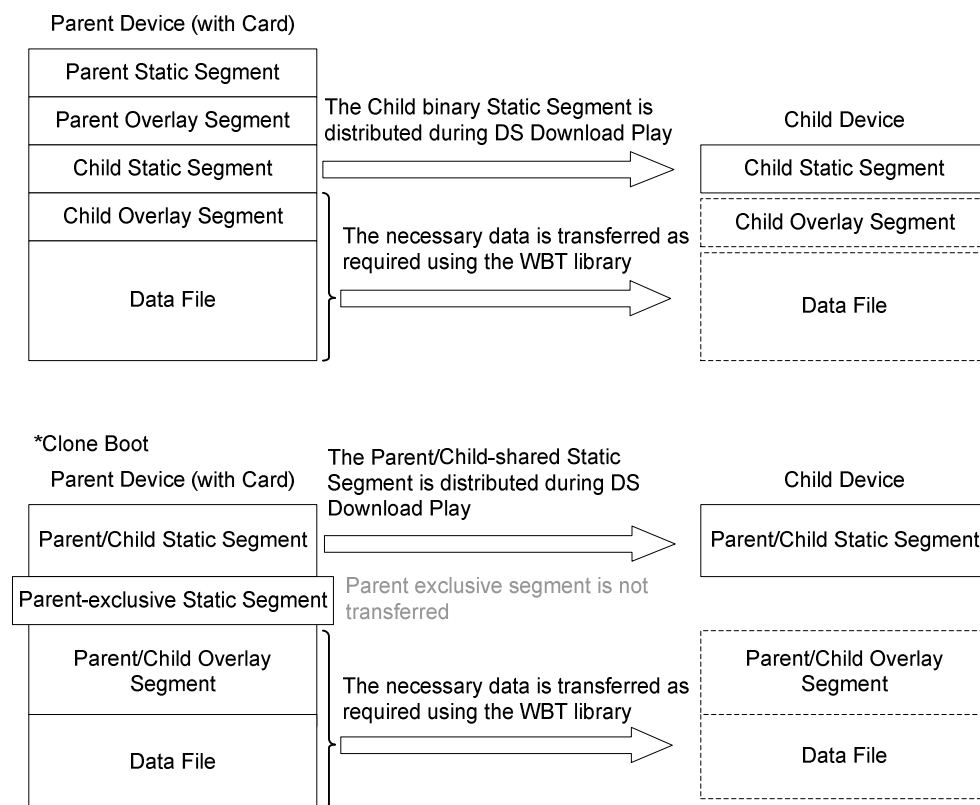 Parent Device (with Card)
Parent Static Segment
Parent Overlay Segment
Child Static Segment
Child Overlay Segment
Data File
The Child binary Static Segment is
distributed during DS Download Play
The necessary data is transferred as
required using the WBT library
Child Device
Child Static Segment
Child Overlay Segment
Data File
*Clone Boot
Parent Device (with Card)
Parent/Child Static Segment
Parent-exclusive Static Segment
Parent/Child Overlay
Segment
Data File
The Parent/Child-shared Static
Segment is distributed during DS
Download Play
Parent exclusive segment is not
transferred
The necessary data is transferred as
required using the WBT library
Child Device
Parent/Child Static Segment
Parent/Child Overlay
Segment
Data File